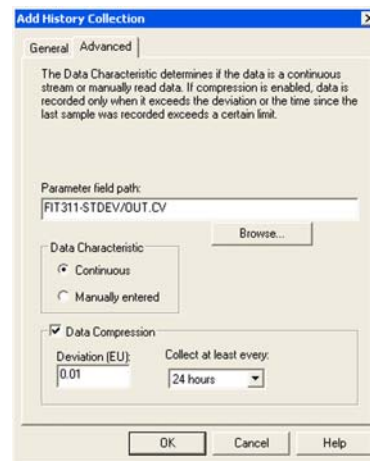 Add History Collection
General Advanced
The Data Characteristic determines if the data is a continuous
stream or manually read data. If compression is enabled, data is
recorded only when it exceeds the deviation or the time since the
last sample was recorded exceeds a certain limit.
Parameter field path:
FIT311-STDEV/OUT.CV
Browse...
Data Characteristic
Continuous
Manually entered
Data Compression
Deviation (EU): Collect at least every:
0.01 24 hours
OK Cancel Help